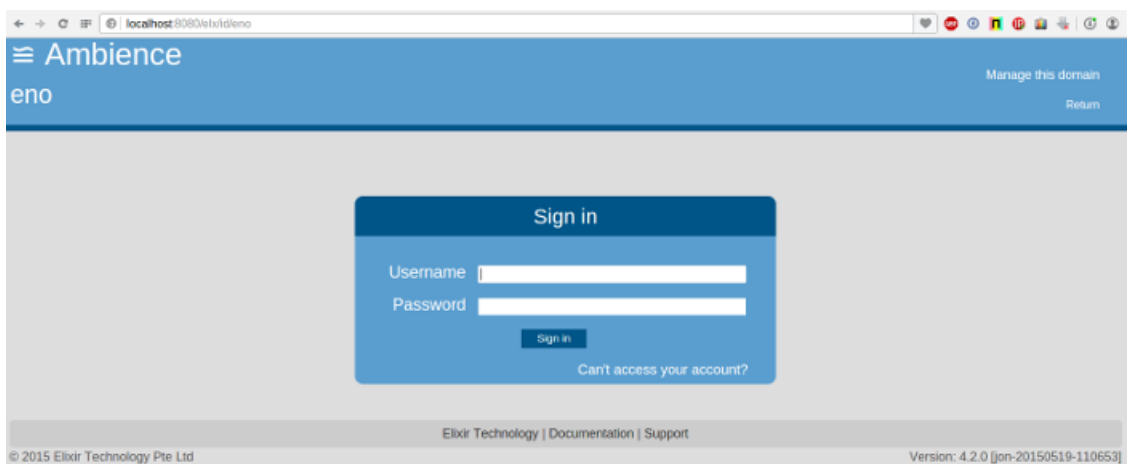 localhost:8080/elx/id/eno
≌ Ambience
Manage this domain
eno
Return
Sign in
Username
Password
Sign in
Can't access your account?
Elixir Technology | Documentation | Support
© 2015 Elixir Technology Pte Ltd
Version: 4.2.0 [jon-20150519-110653]